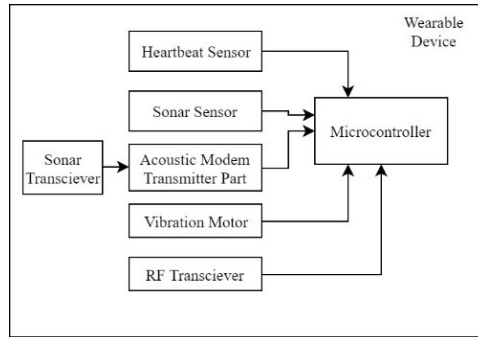 Wearable
Device
Heartbeat Sensor
Sonar Sensor
Microcontroller
Sonar
Transciever
Acoustic Modem
Transmitter Part
Vibration Motor
RF Transciever